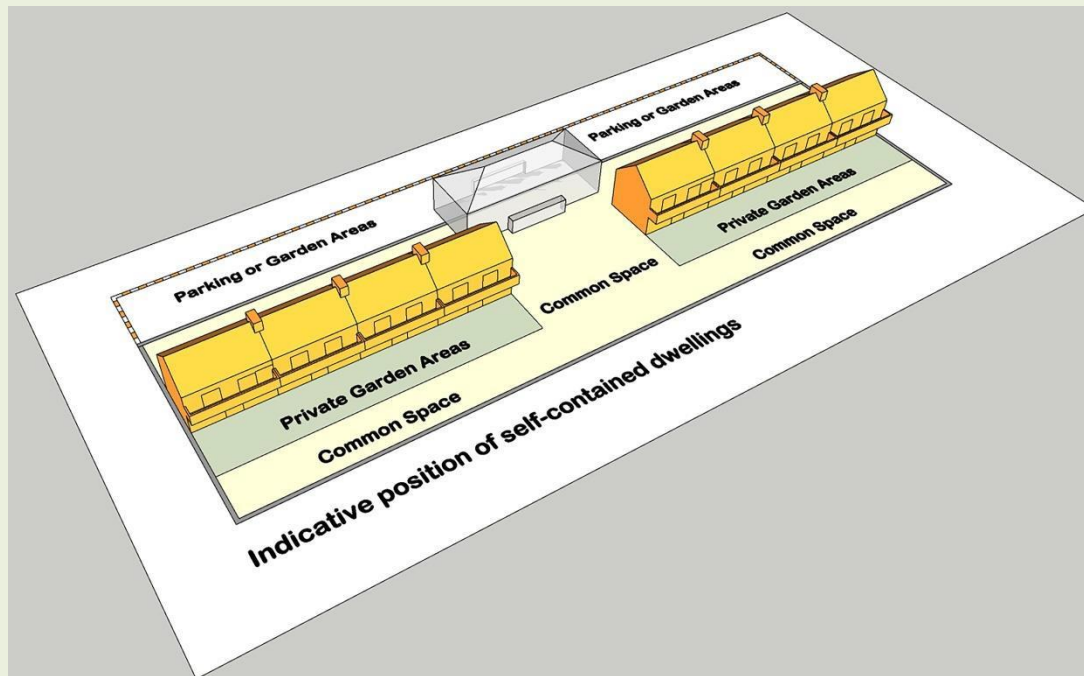 Parking or Garden Areas
Parking or Garden Areas
Private Garden Areas
Common Space
Common Space
Private Garden Areas
Common Space
Indicative position of self-contained dwellings